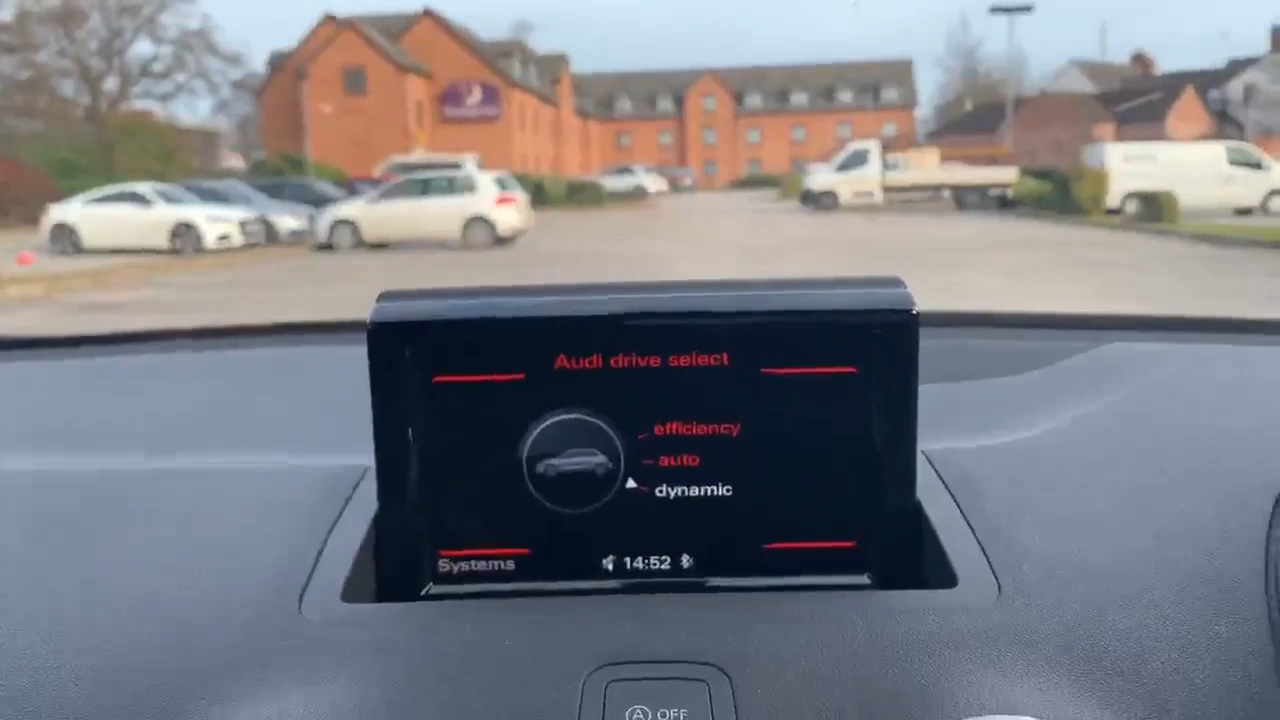 Audi drive select
efficiency
auto
dynamic
Systems
14:52
A OFF